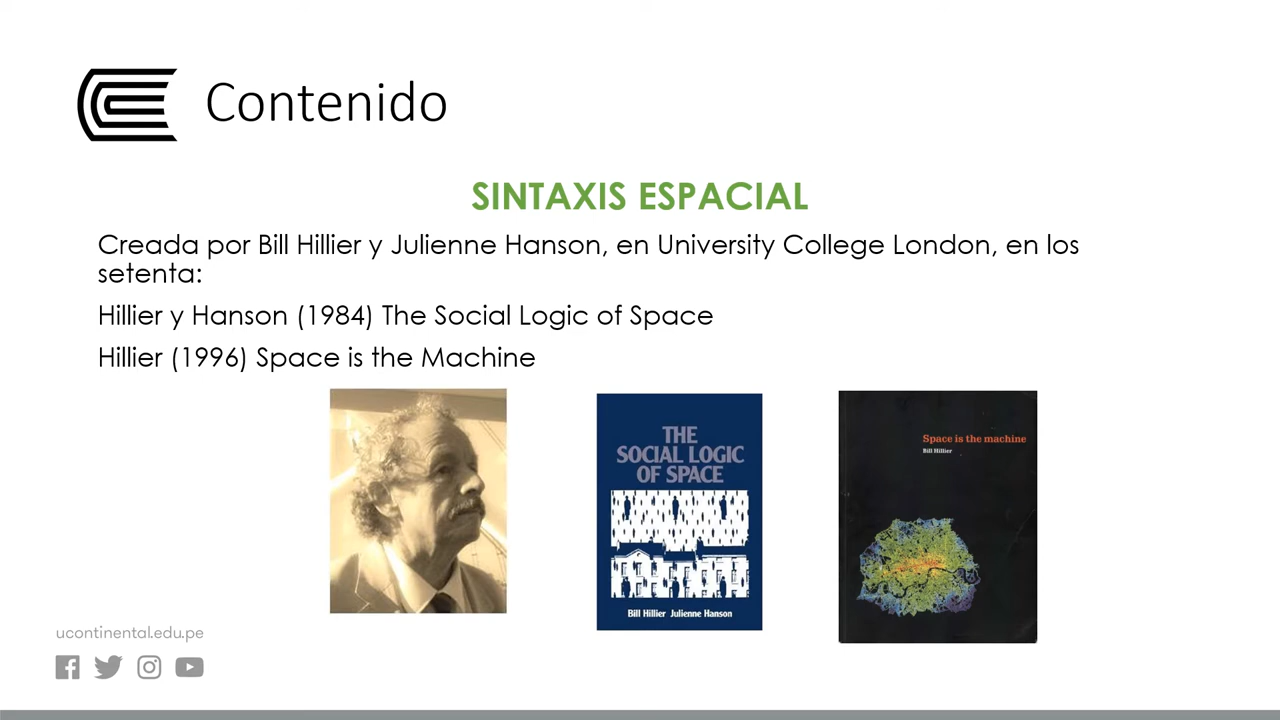 Contenido
SINTAXIS ESPACIAL
Creada por Bill Hillier y Julienne Hanson, en University College London, en los
setenta:
Hillier y Hanson (1984) The Social Logic of Space
Hillier (1996) Space is the Machine
THE
SOCIAL LOGIC
OF SPACE
Bill Hillier Julienne Hanson
Space is the machine
Bill Hillier
ucontinental.edu.pe